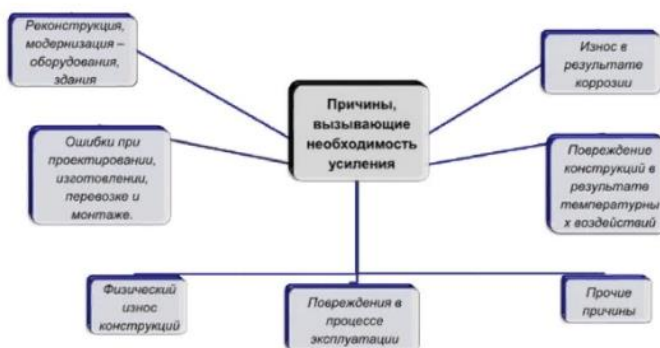 Реконструкция,
модернизация –
оборудования,
здания
Износ в
результате
коррозии
Причины,
вызывающие
необходимость
усиления
Ошибки при
проектировании,
изготовлении,
перевозке и
монтаже.
Повреждение
конструкций в
результате
температурны
х воздействий
Физический
износ
конструкций
Повреждения в
процессе
эксплуатации
Прочие
причины